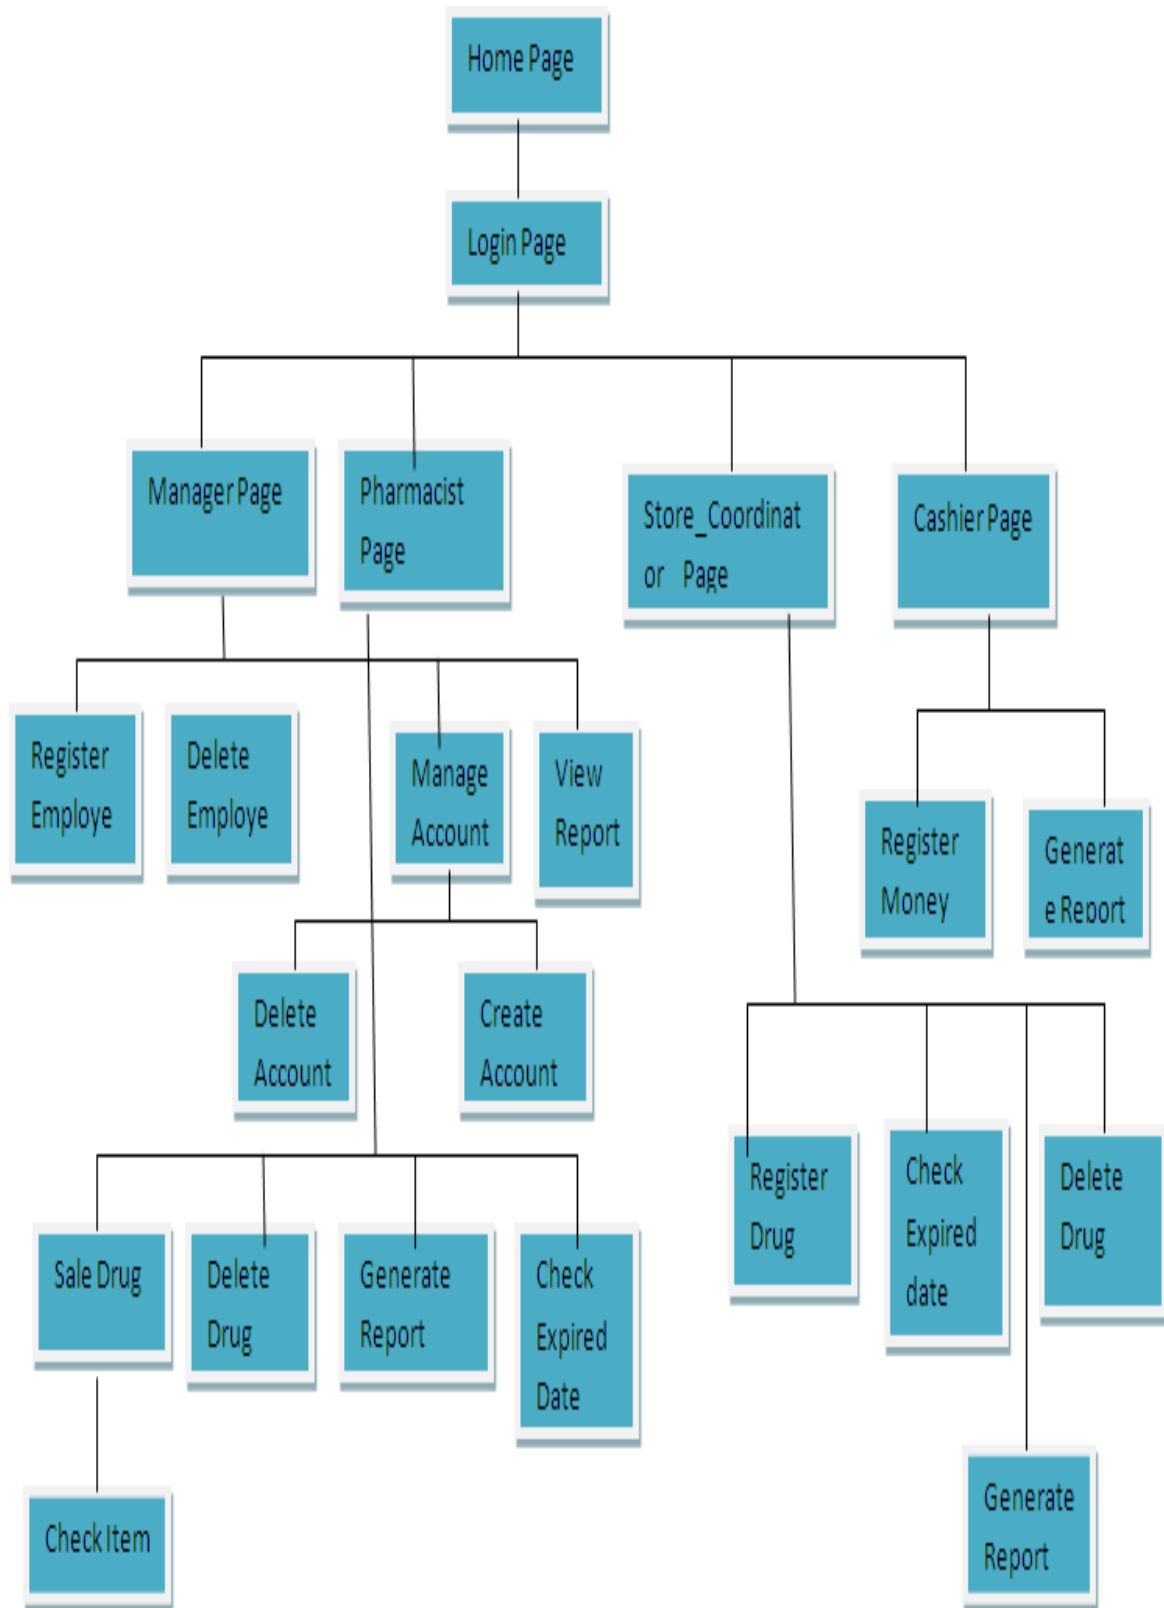 Home Page
Login Page
Manager Page
Pharmacist
Page
Store_Coordinat
or Page
Cashier Page
Register
Employe
Delete
Employe
Manage
Account
View
Report
Register
Money
Generat
e Report
Delete
Account
Create
Account
Register
Drug
Check
Expired
date
Delete
Drug
Sale Drug
Delete
Drug
Generate
Report
Check
Expired
Date
Check Item
Generate
Report